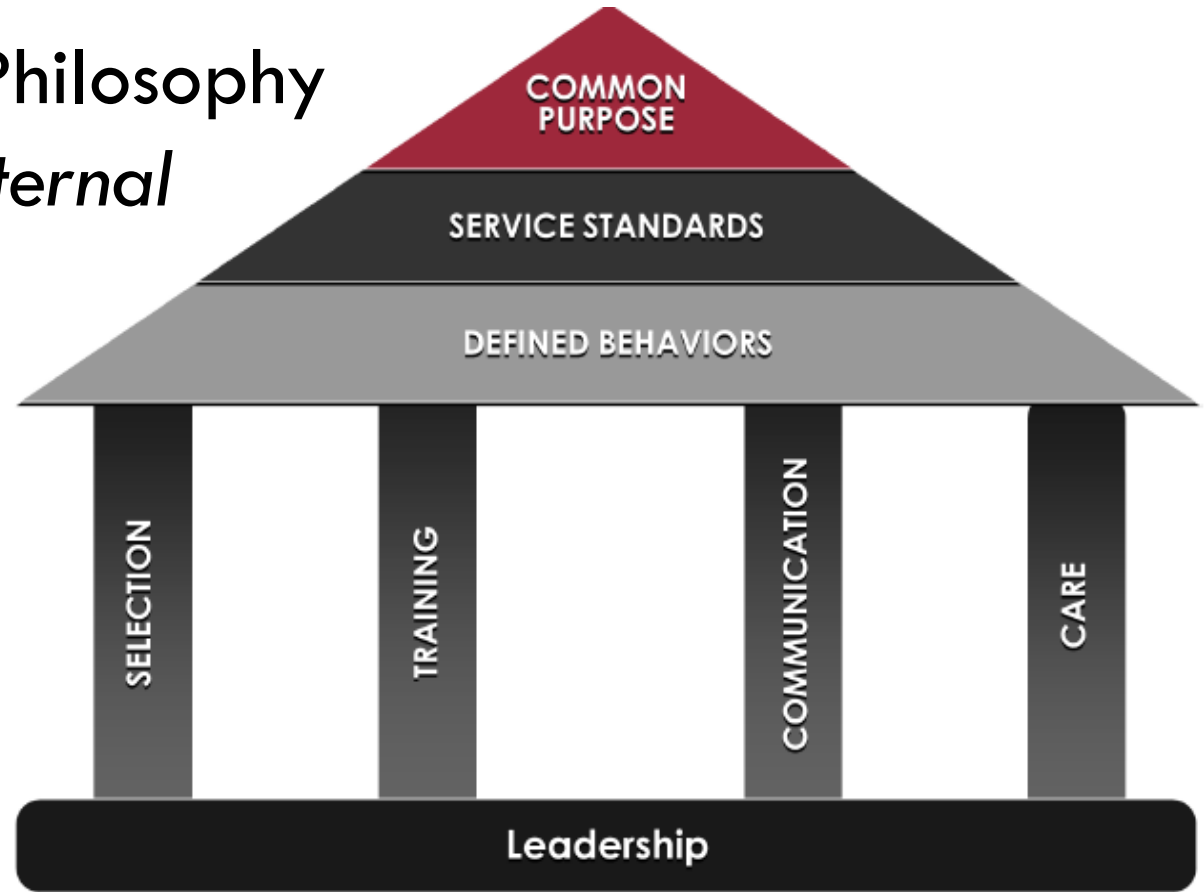 Philosophy
ternal
COMMON
PURPOSE
SERVICE STANDARDS
DEFINED BEHAVIORS
SELECTION
TRAINING
COMMUNICATION
CARE
Leadership